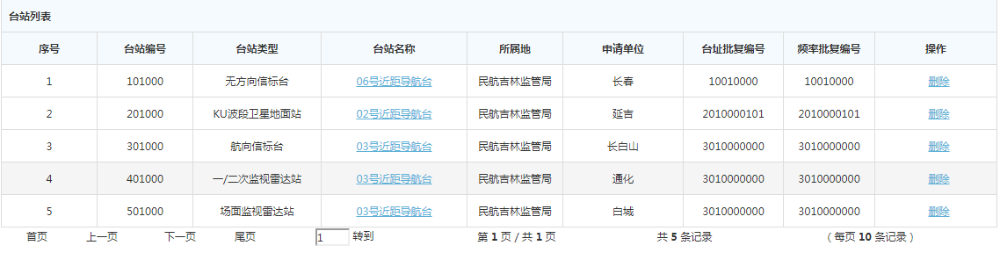 台站列表
序号 台站编号 台站类型 台站名称 所属地 申请单位 台址批复编号 频率批复编号 操作
1 101000 无方向信标台 06号近距导航台 民航吉林监管局 长春 10010000 10010000 删除
2 201000 KU波段卫星地面站 02号近距导航台 民航吉林监管局 延吉 2010000101 2010000101 删除
3 301000 航向信标台 03号近距导航台 民航吉林监管局 长白山 3010000000 3010000000 删除
4 401000 一/二次监视雷达站 03号近距导航台 民航吉林监管局 通化 3010000000 3010000000 删除
5 501000 场面监视雷达站 03号近距导航台 民航吉林监管局 白城 3010000000 3010000000 删除
首页 上一页 下一页 尾页 1 转到 第 1 页 / 共 1 页 共 5 条记录 ( 每页 10 条记录 )